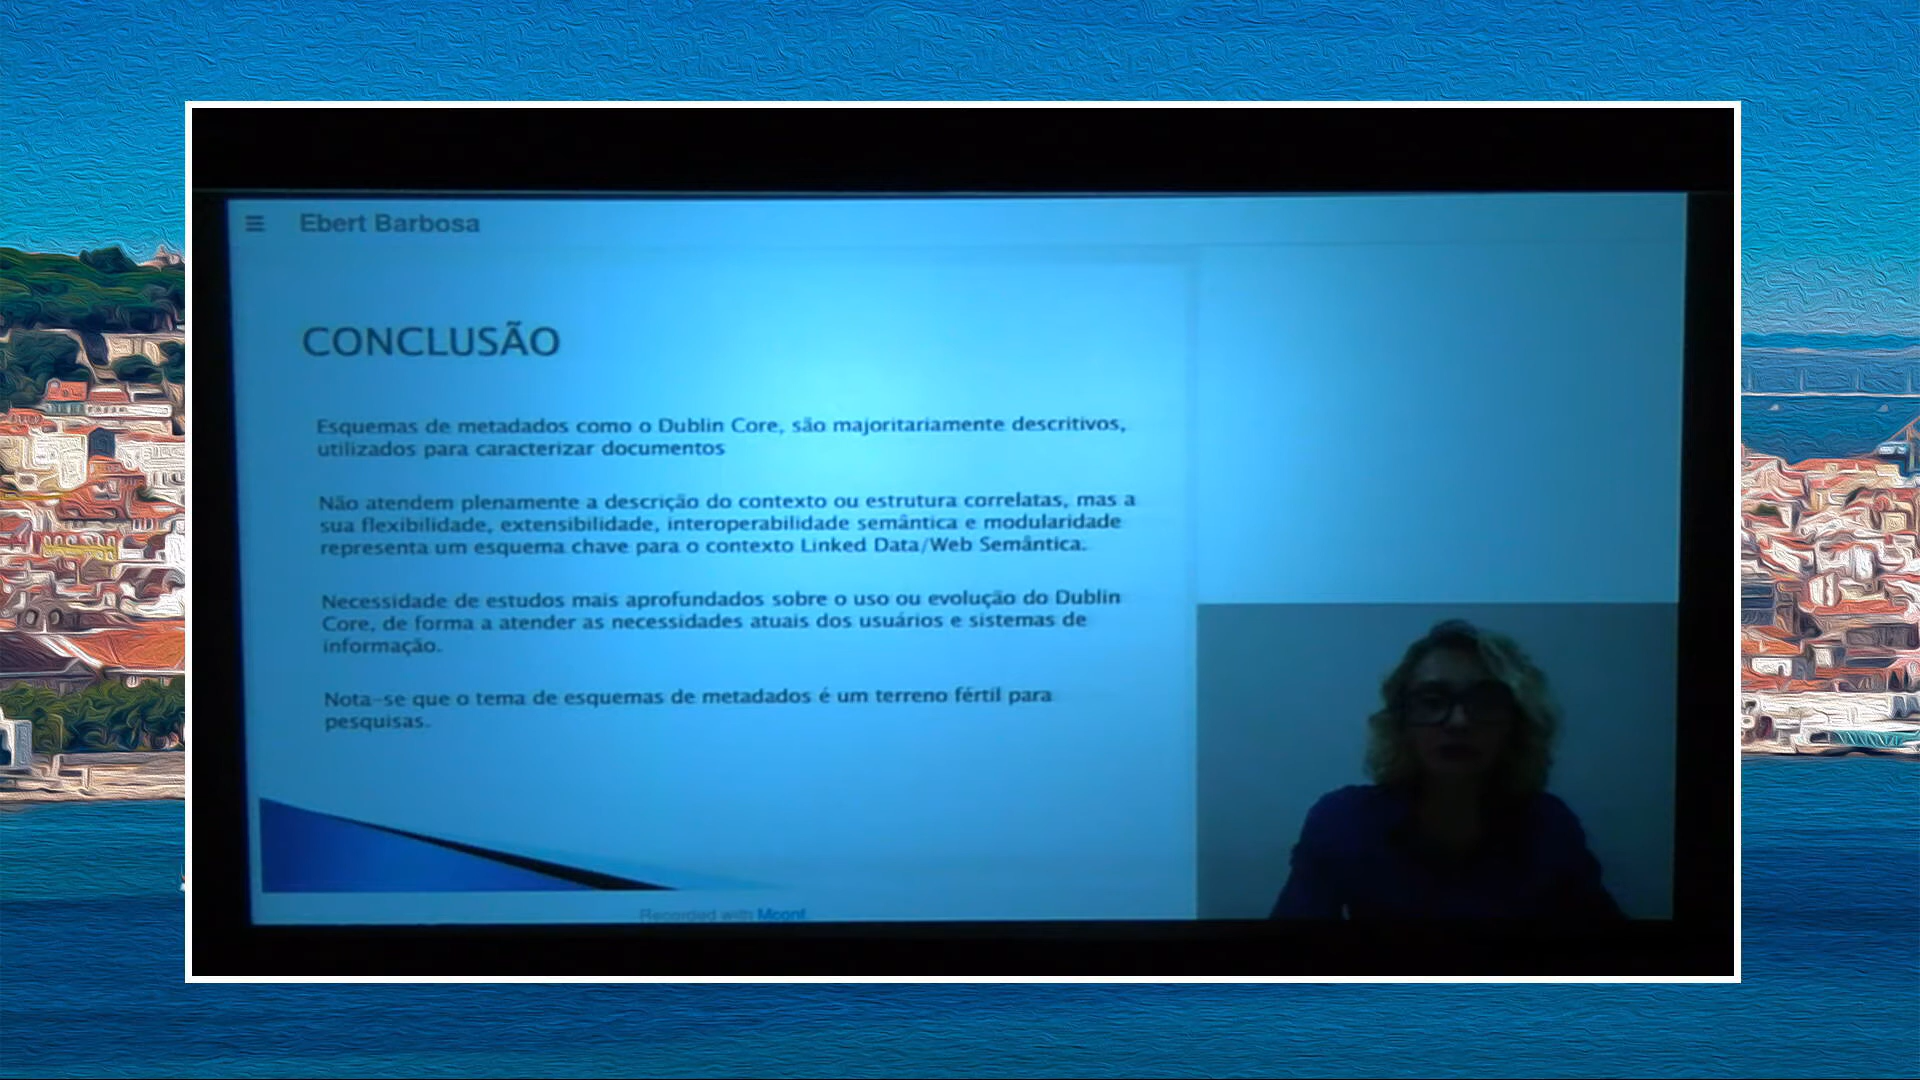 Ebert Barbosa
CONCLUSÃO
Esquemas de metadados como o Dublin Core, são majoritariamente descritivos,
utilizados para caracterizar documentos
Não atendem plenamente a descrição do contexto ou estrutura correlatas, mas a
sua flexibilidade, extensibilidade, interoperabilidade semântica e modularidade
representa um esquema chave para o contexto Linked Data/Web Semântica.
Necessidade de estudos mais aprofundados sobre o uso ou evolução do Dublin
Core, de forma a atender as necessidades atuais dos usuários e sistemas de
informação.
Nota-se que o tema de esquemas de metadados é um terreno fértil para
pesquisas.
Recorded with Mconf.